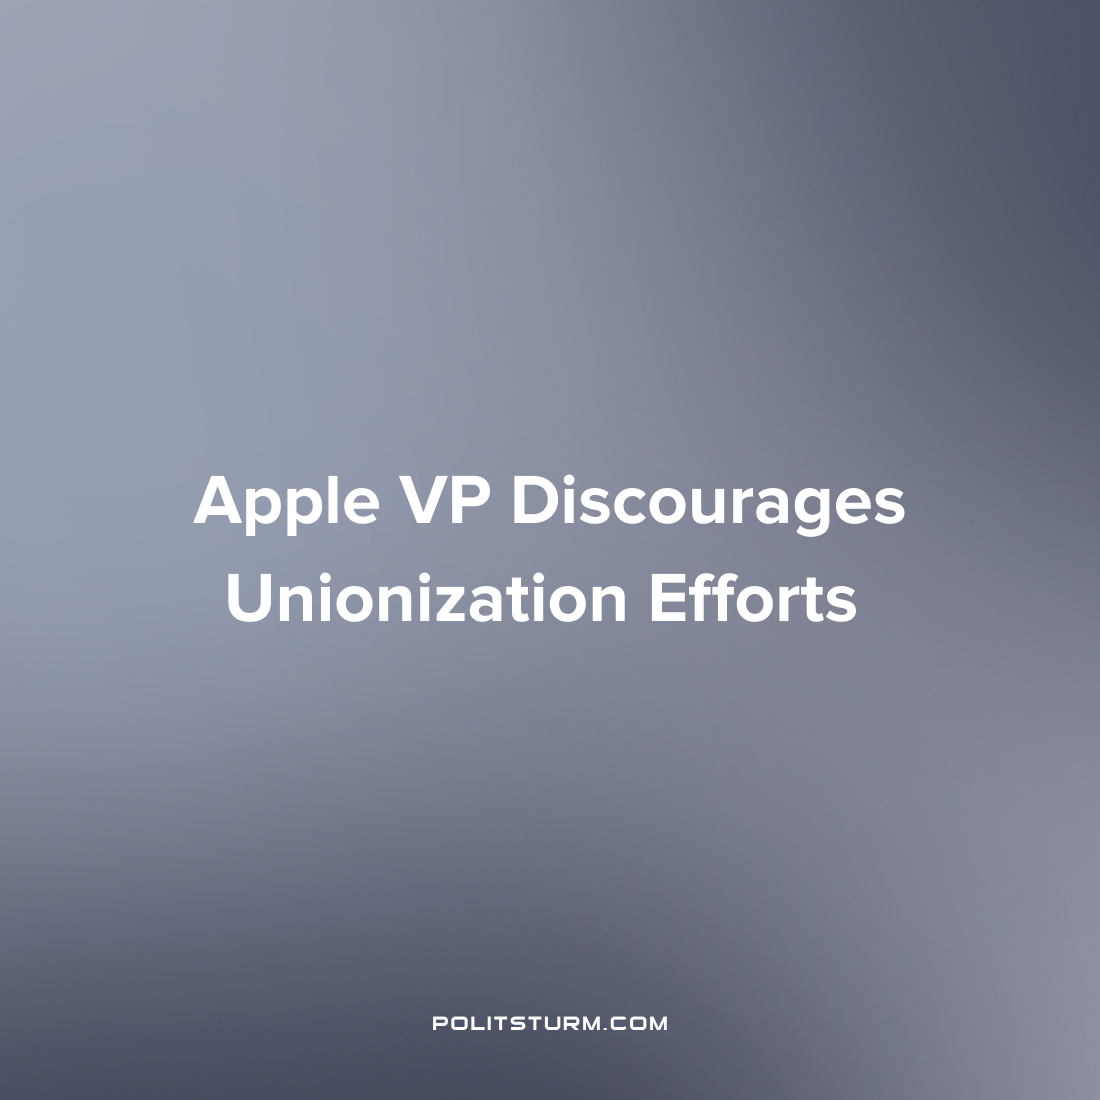 Apple VP Discourages
Unionization Efforts
POLITSTURM.COM